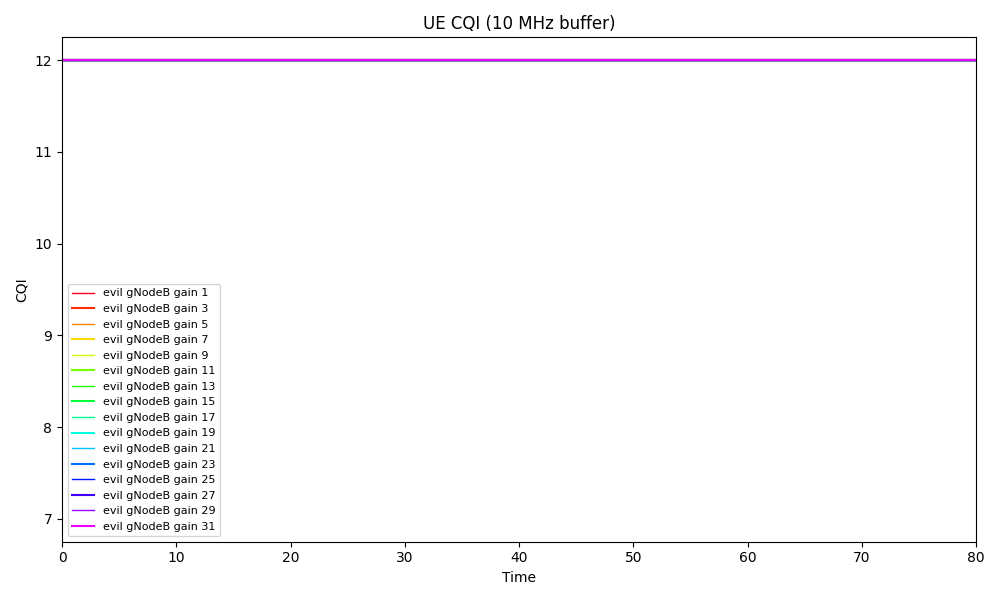 UE CQI (10 MHz buffer)
12
11
10
9
8
7
CQI
evil gNodeB gain 1
evil gNodeB gain 3
evil gNodeB gain 5
evil gNodeB gain 7
evil gNodeB gain 9
evil gNodeB gain 11
evil gNodeB gain 13
evil gNodeB gain 15
evil gNodeB gain 17
evil gNodeB gain 19
evil gNodeB gain 21
evil gNodeB gain 23
evil gNodeB gain 25
evil gNodeB gain 27
evil gNodeB gain 29
evil gNodeB gain 31
0 10 20 30 40 50 60 70 80
Time